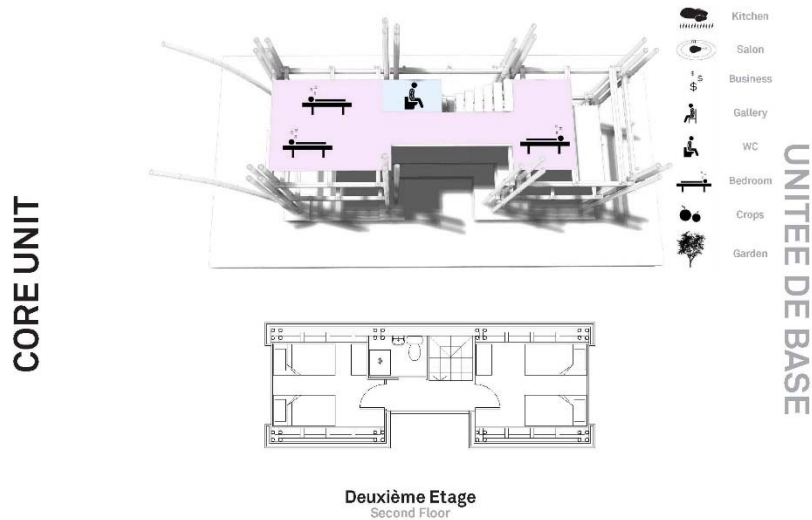 CORE UNIT
Kitchen
Salon
Business
Gallery
WC
Bedroom
Crops
Garden
UNITEE DE BASE
Deuxième Etage
Second Floor